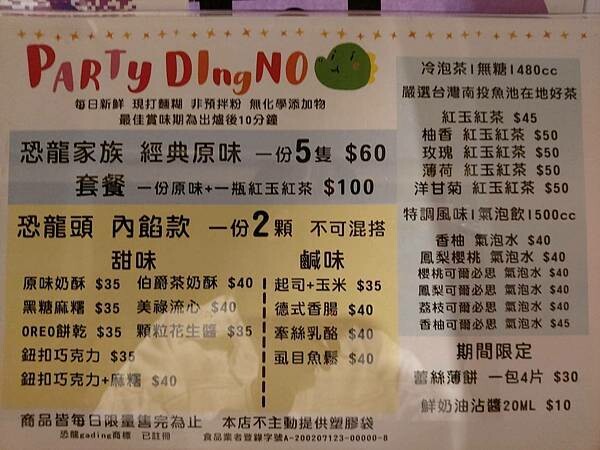 PARTY DIngNO
每日新鮮 現打麵糊 非預拌粉 無化學添加物
最佳賞味期為出爐後10分鐘
恐龍家族 經典原味 一份5隻 $60
套餐 一份原味+一瓶紅玉紅茶 $100
恐龍頭 內餡款 一份2顆 不可混搭
甜味
原味奶酥 $35 伯爵茶奶酥 $40
黑糖麻糬 $35 美祿流心 $40
OREO餅乾 $35 顆粒花生醬 $35
鈕扣巧克力 $35
鈕扣巧克力+麻糬 $40
鹹味
起司+玉米 $35
德式香腸 $40
牽絲乳酪 $40
虱目魚鬆 $40
商品皆每日限量售完為止 本店不主動提供塑膠袋
恐龍gading商標 已註冊 食品業者登錄字號A-200207123-00000-8
冷泡茶|無糖|480cc
嚴選台灣南投魚池在地好茶
紅玉紅茶 $45
柚香 紅玉紅茶 $50
玫瑰 紅玉紅茶 $50
薄荷 紅玉紅茶 $50
洋甘菊 紅玉紅茶 $50
特調風味|氣泡飲|500cc
香柚 氣泡水 $40
鳳梨櫻桃 氣泡水 $40
櫻桃可爾必思 氣泡水 $40
鳳梨可爾必思 氣泡水 $40
荔枝可爾必思 氣泡水 $40
香柚可爾必思 氣泡水 $45
期間限定
蕾絲薄餅 一包4片 $30
鮮奶油沾醬20ML $10